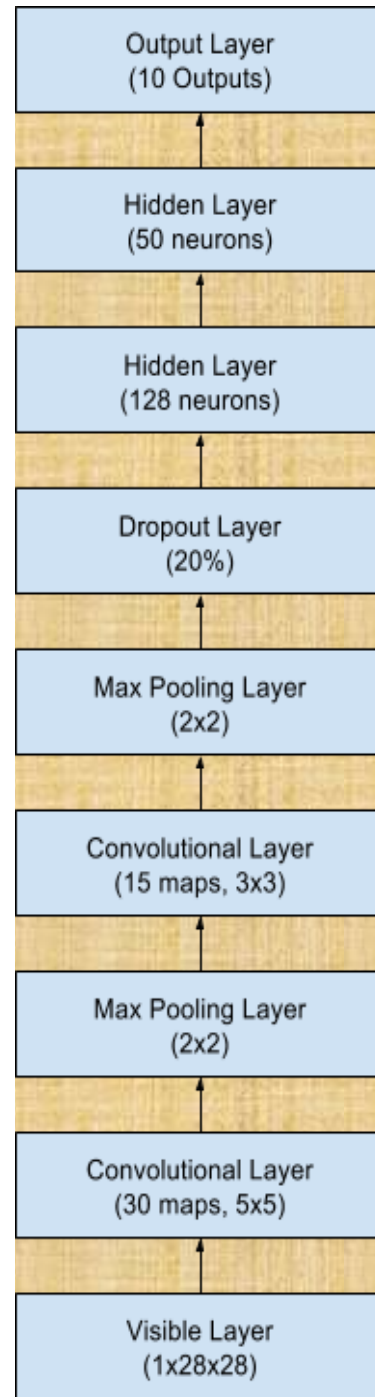 Output Layer
(10 Outputs)
Hidden Layer
(50 neurons)
Hidden Layer
(128 neurons)
Dropout Layer
(20%)
Max Pooling Layer
(2x2)
Convolutional Layer
(15 maps, 3x3)
Max Pooling Layer
(2x2)
Convolutional Layer
(30 maps, 5x5)
Visible Layer
(1x28x28)